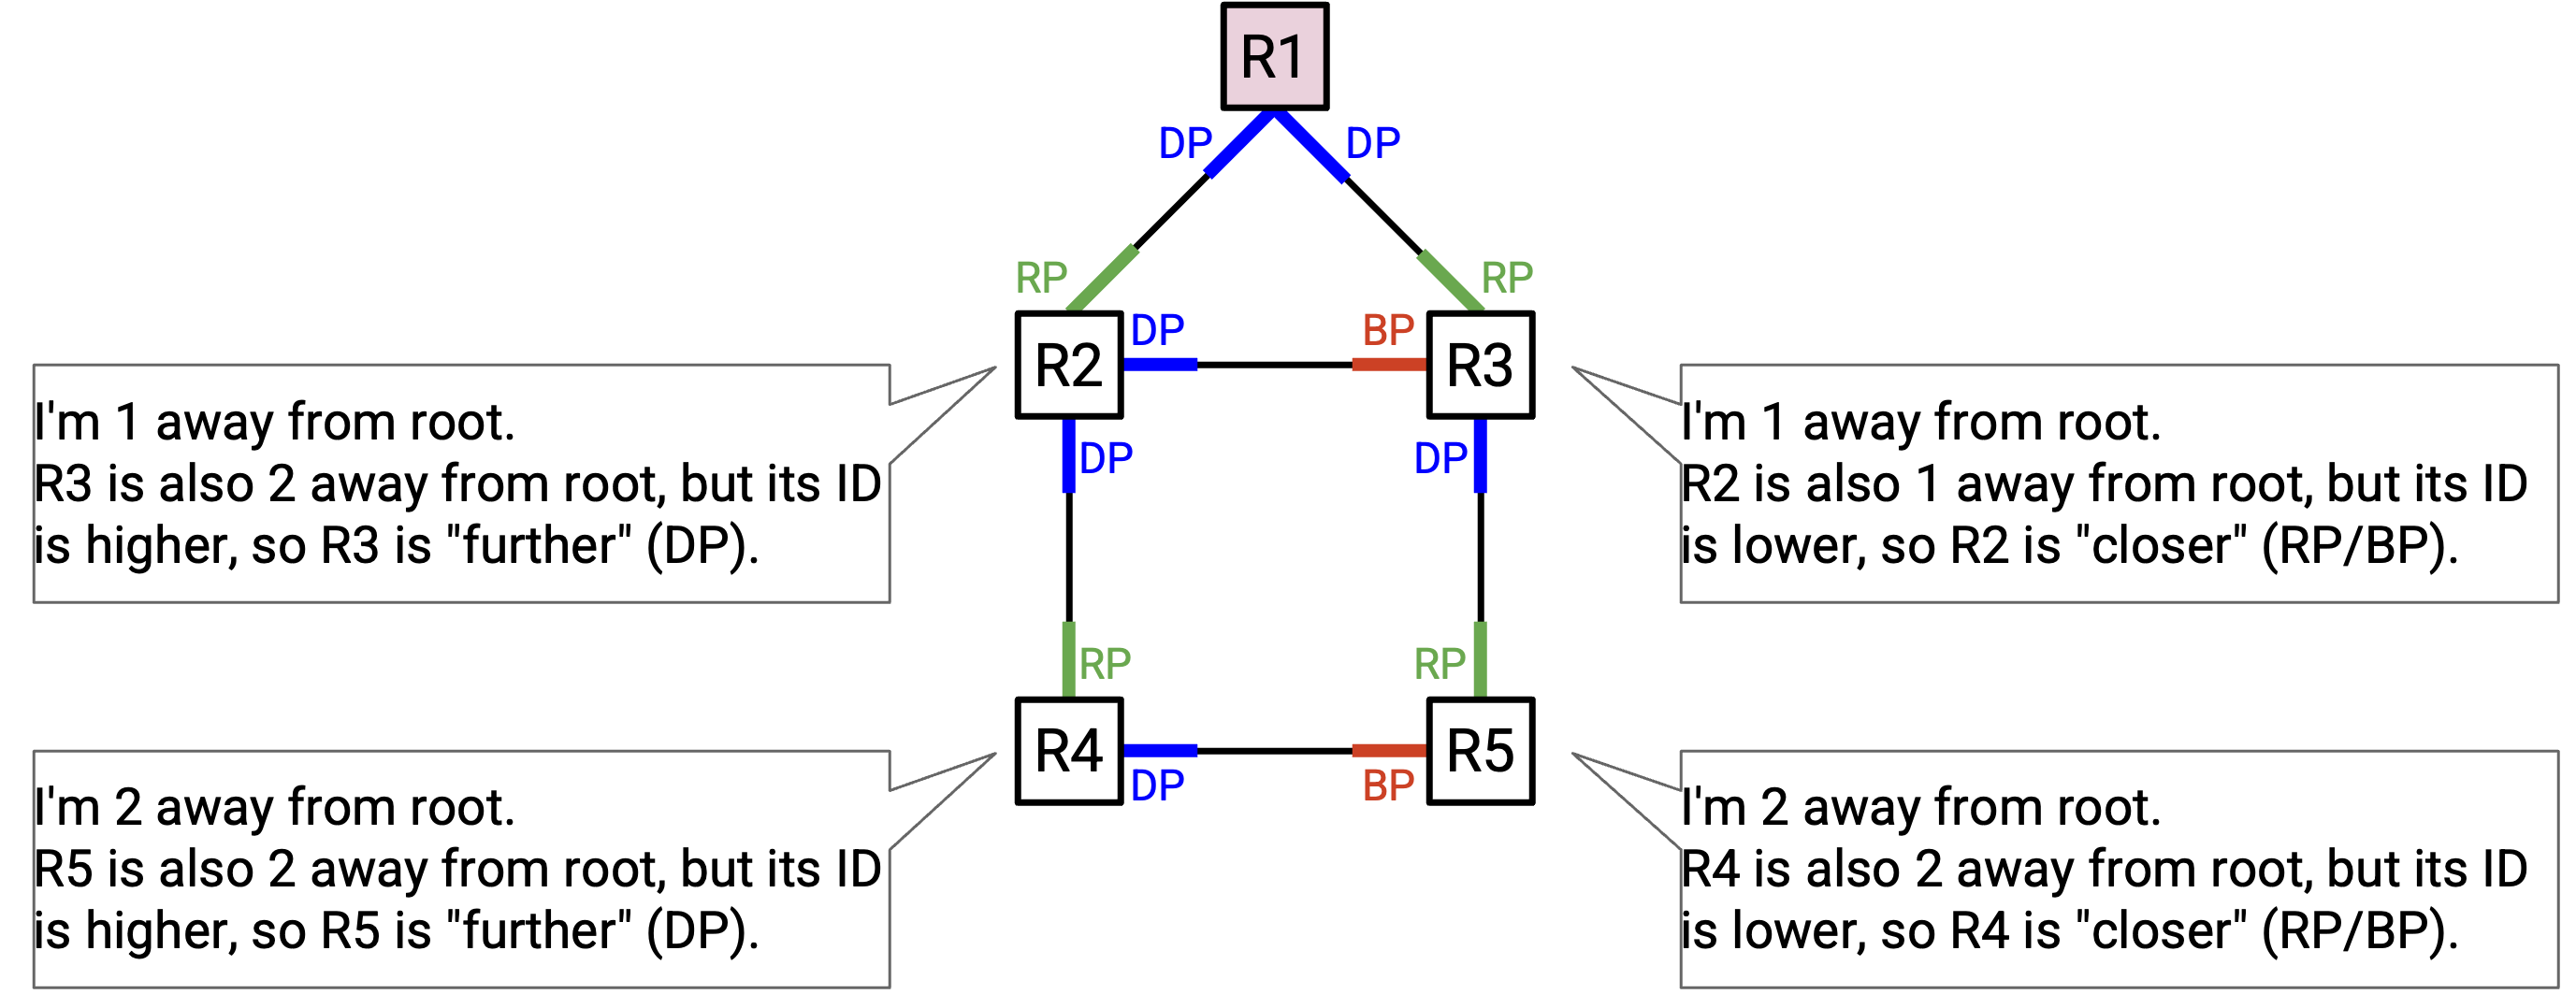 R1
DP
DP
RP
RP
R2
DP
BP
R3
I'm 1 away from root.
R3 is also 2 away from root, but its ID
is higher, so R3 is "further" (DP).
I'm 1 away from root.
R2 is also 1 away from root, but its ID
is lower, so R2 is "closer" (RP/BP).
DP
DP
RP
RP
R4
DP
BP
R5
I'm 2 away from root.
R5 is also 2 away from root, but its ID
is higher, so R5 is "further" (DP).
I'm 2 away from root.
R4 is also 2 away from root, but its ID
is lower, so R4 is "closer" (RP/BP).